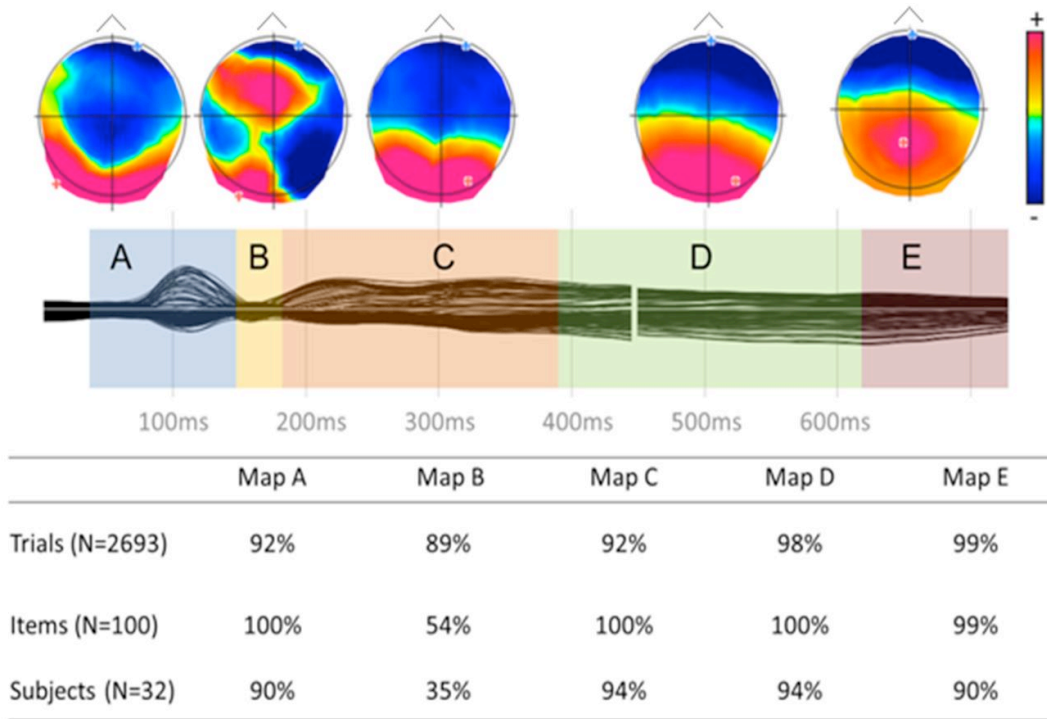 +
-
A B C D E
100ms 200ms 300ms 400ms 500ms 600ms
Map A Map B Map C Map D Map E
Trials (N=2693) 92% 89% 92% 98% 99%
Items (N=100) 100% 54% 100% 100% 99%
Subjects (N=32) 90% 35% 94% 94% 90%